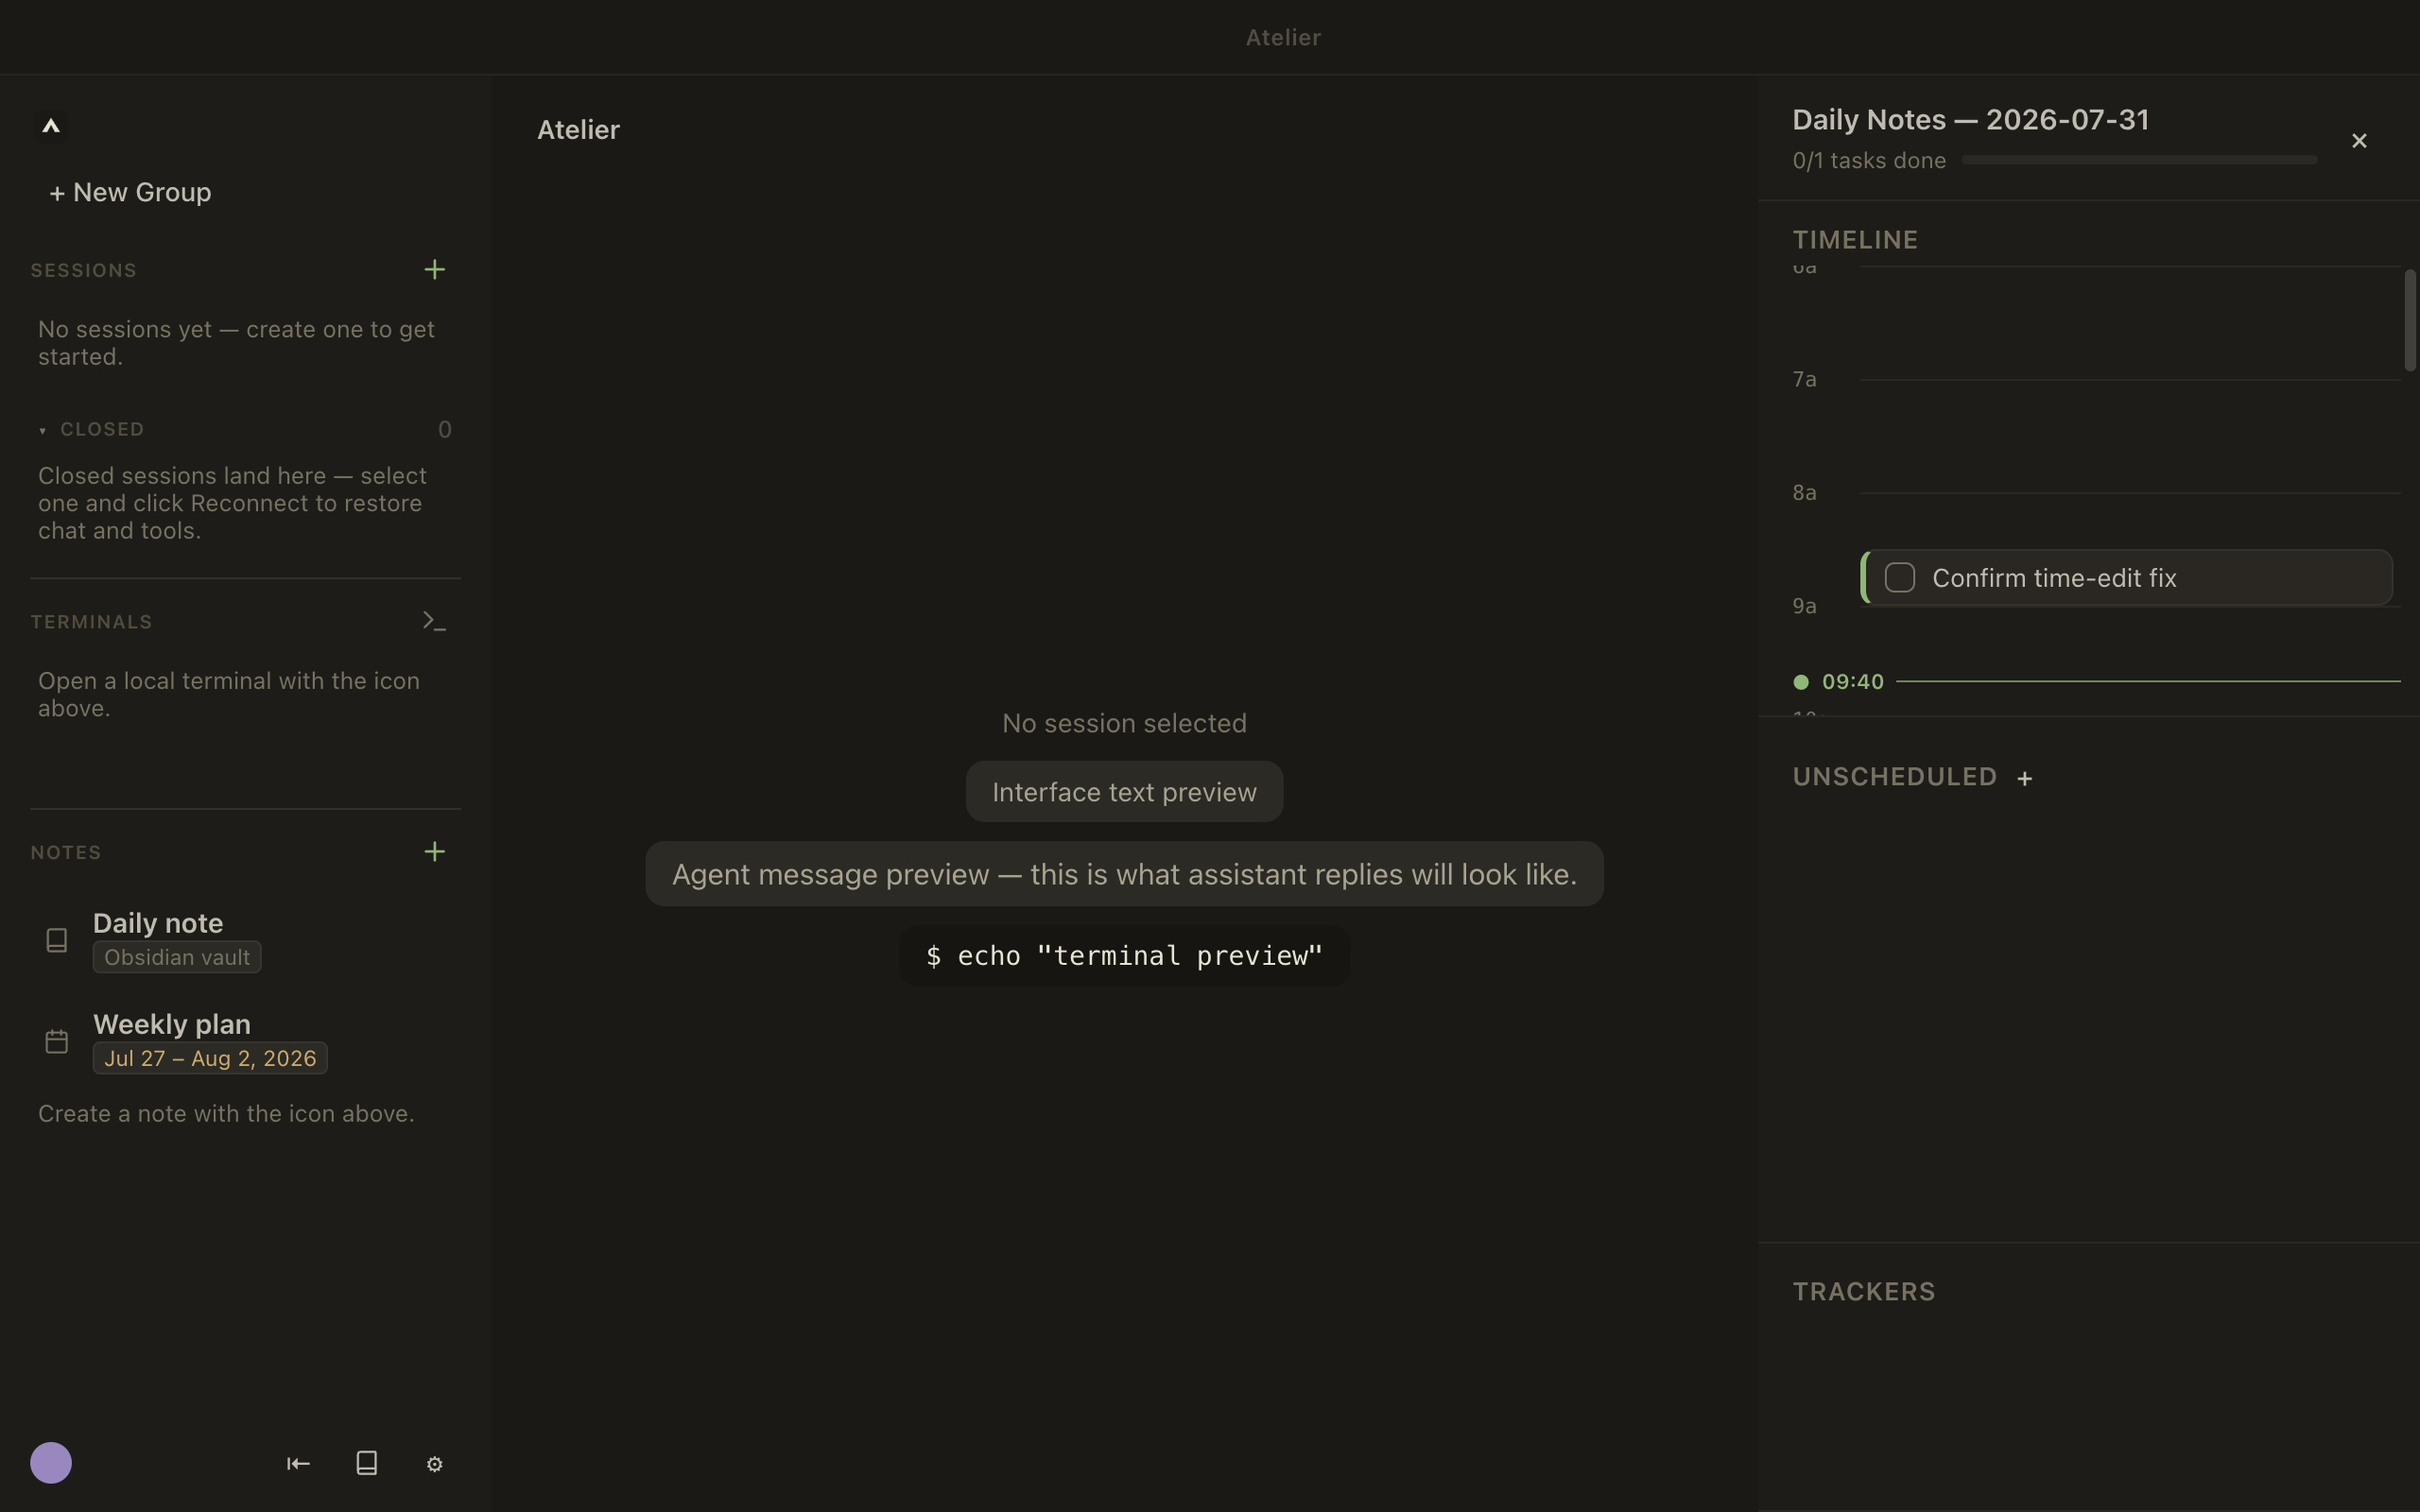 Atelier
+ New Group
SESSIONS
No sessions yet — create one to get
started.
CLOSED 0
Closed sessions land here — select
one and click Reconnect to restore
chat and tools.
TERMINALS
Open a local terminal with the icon
above.
NOTES
Daily note
Obsidian vault
Weekly plan
Jul 27 – Aug 2, 2026
Create a note with the icon above.
Atelier
No session selected
Interface text preview
Agent message preview — this is what assistant replies will look like.
$ echo "terminal preview"
Daily Notes — 2026-07-31
0/1 tasks done
TIMELINE
7a
8a
Confirm time-edit fix
9a
09:40
UNSCHEDULED +
TRACKERS